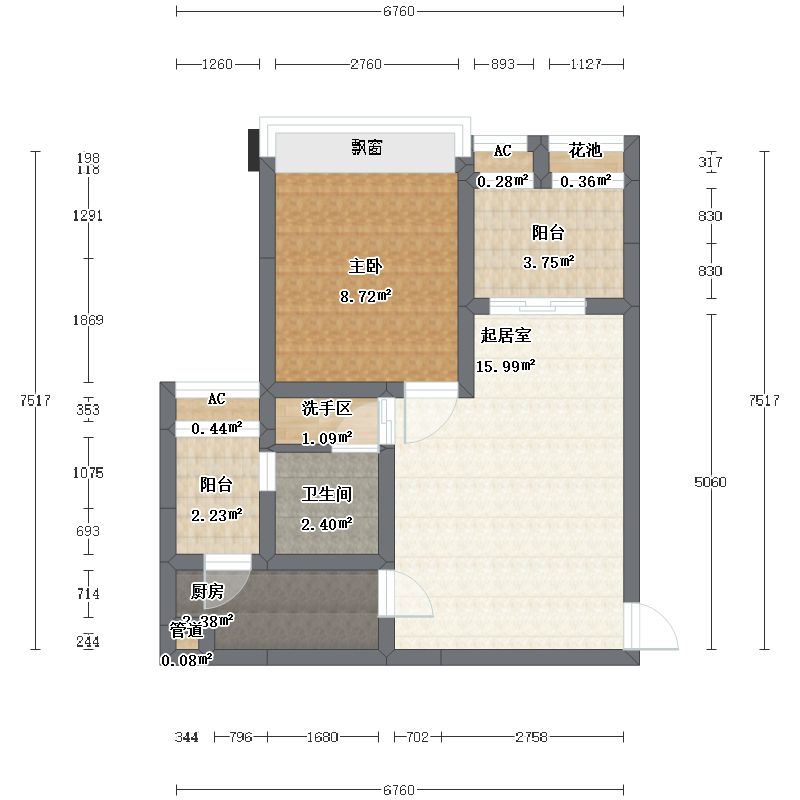 6760
1260
2760
893
1127
飘窗
AC
花池
198
118
317
0.28m²
0.36m²
1291
830
阳台
3.75m²
主卧
8.72m²
830
1869
起居室
15.99m²
7517
353
AC
0.44m²
洗手区
1.09m²
7517
1075
阳台
2.23m²
卫生间
2.40m²
5060
693
714
厨房
2.38m²
管道
0.08m²
244
344
796
1680
702
2758
6760